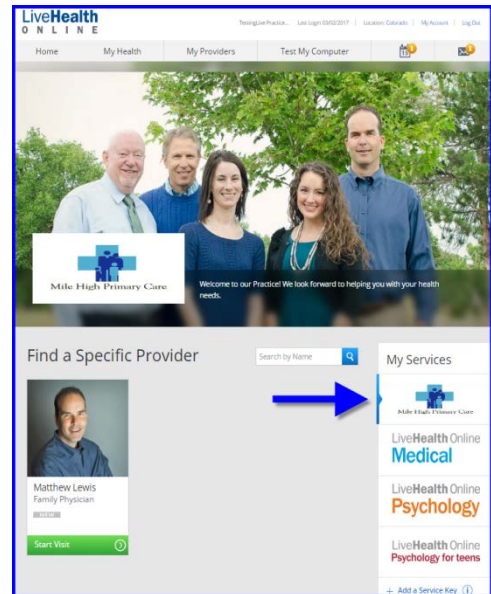 LiveHealth
ONLINE
TestingLive Practice... Last Login 03/02/2017 | Location: Colorado | My Account | Log Out
Home My Health My Providers Test My Computer
Mile High Primary Care
Welcome to our Practice! We look forward to helping you with your health
needs.
Find a Specific Provider
Search by Name
My Services
Mile High Primary Care
LiveHealth Online
Medical
LiveHealth Online
Psychology
LiveHealth Online
Psychology for teens
+ Add a Service Key i
Matthew Lewis
Family Physician
Start Visit